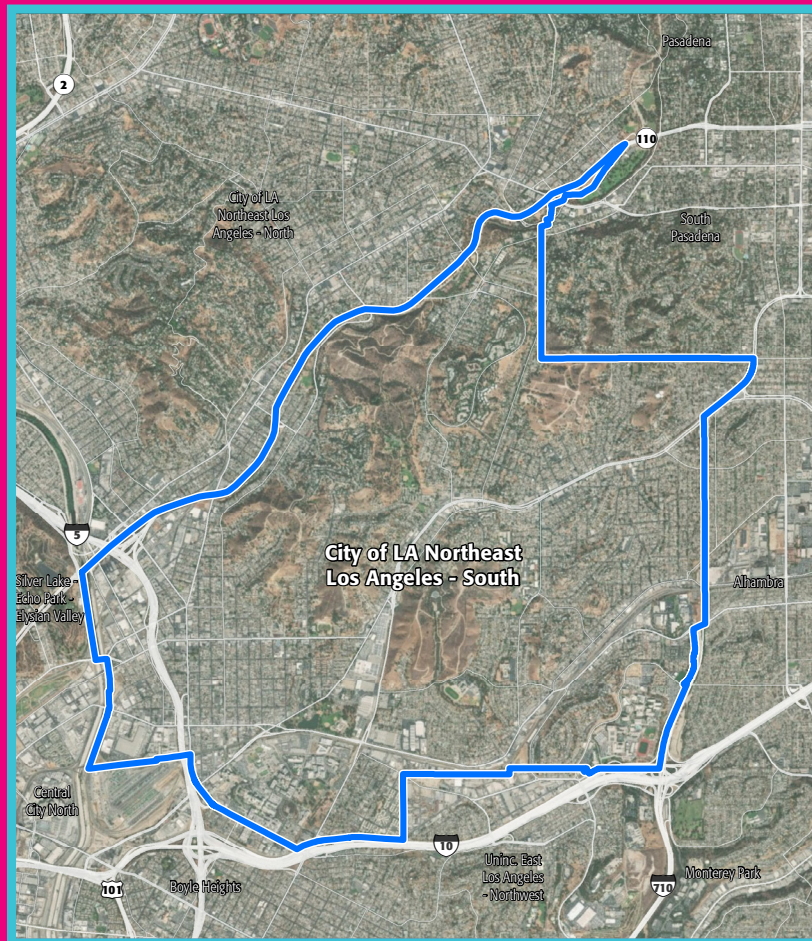 Pasadena
2
110
City of LA
Northeast Los
Angeles - North
South
Pasadena
5
City of LA Northeast
Los Angeles - South
Silver Lake -
Echo Park -
Elysian Valley
Alhambra
Central
City North
10
Uninc. East
Los Angeles
- Northwest
Monterey Park
101
Boyle Heights
710